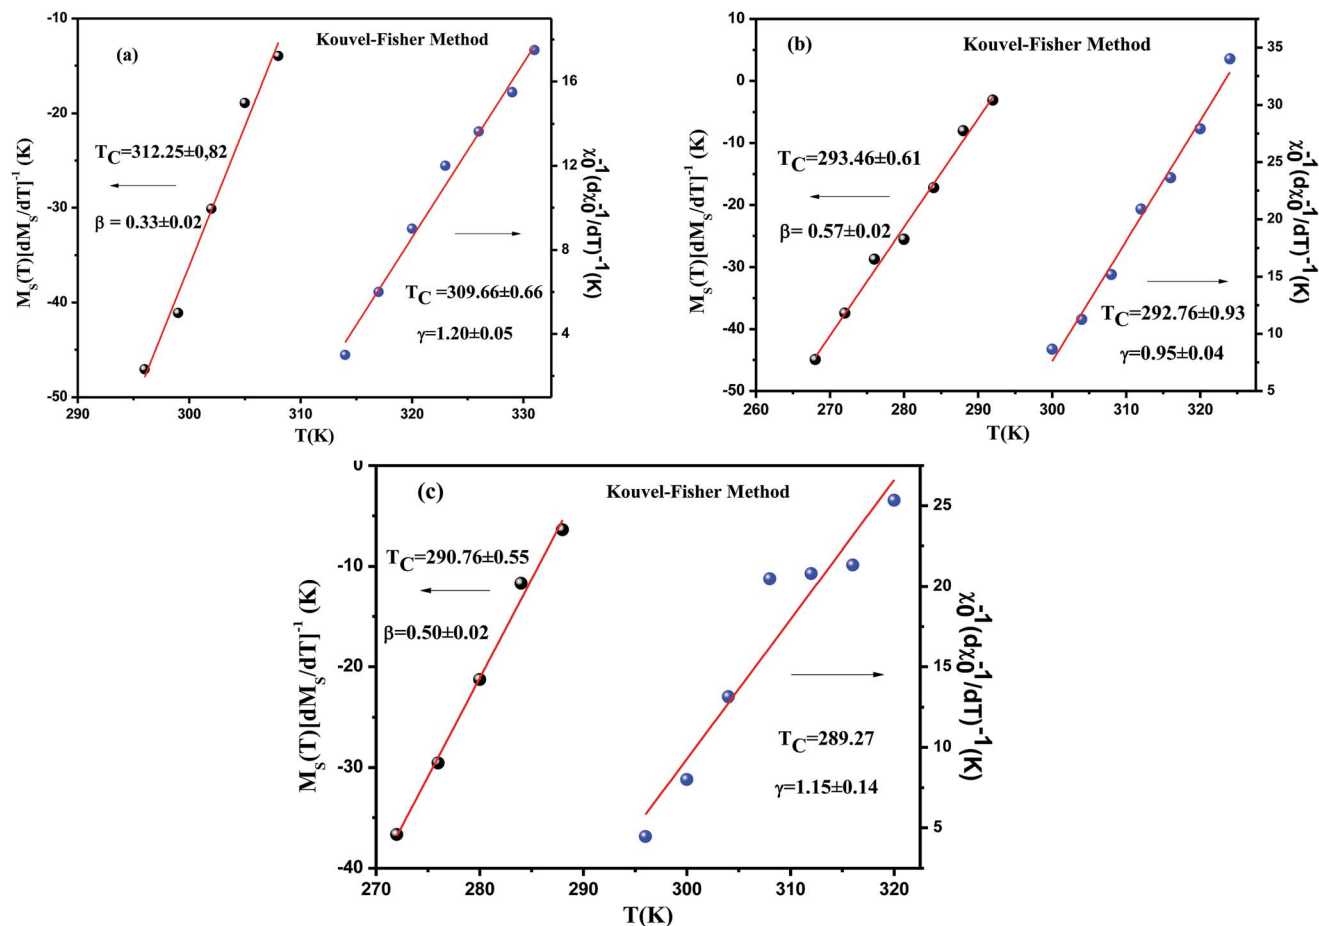 (a)
Kouvel-Fisher Method
-10
-20
-30
-40
-50
M_S(T)[dM_S/dT]^-1 (K)
T_C=312.25±0,82
β = 0.33±0.02
T_C =309.66±0.66
γ=1.20±0.05
16
12
8
4
χ_0^-1(dχ_0^-1/dT)^-1(K)
290 300 310 320 330
T(K)
(b)
Kouvel-Fisher Method
10
0
-10
-20
-30
-40
-50
M_S(T)[dM_S/dT]^-1 (K)
T_C=293.46±0.61
β= 0.57±0.02
T_C=292.76±0.93
γ=0.95±0.04
35
30
25
20
15
10
5
χ_0^-1(dχ_0^-1/dT)^-1(K)
260 270 280 290 300 310 320
T(K)
(c)
Kouvel-Fisher Method
0
-10
-20
-30
-40
M_S(T)[dM_S/dT]^-1 (K)
T_C=290.76±0.55
β=0.50±0.02
T_C=289.27
γ=1.15±0.14
25
20
15
10
5
χ_0^-1(dχ_0^-1/dT)^-1(K)
270 280 290 300 310 320
T(K)